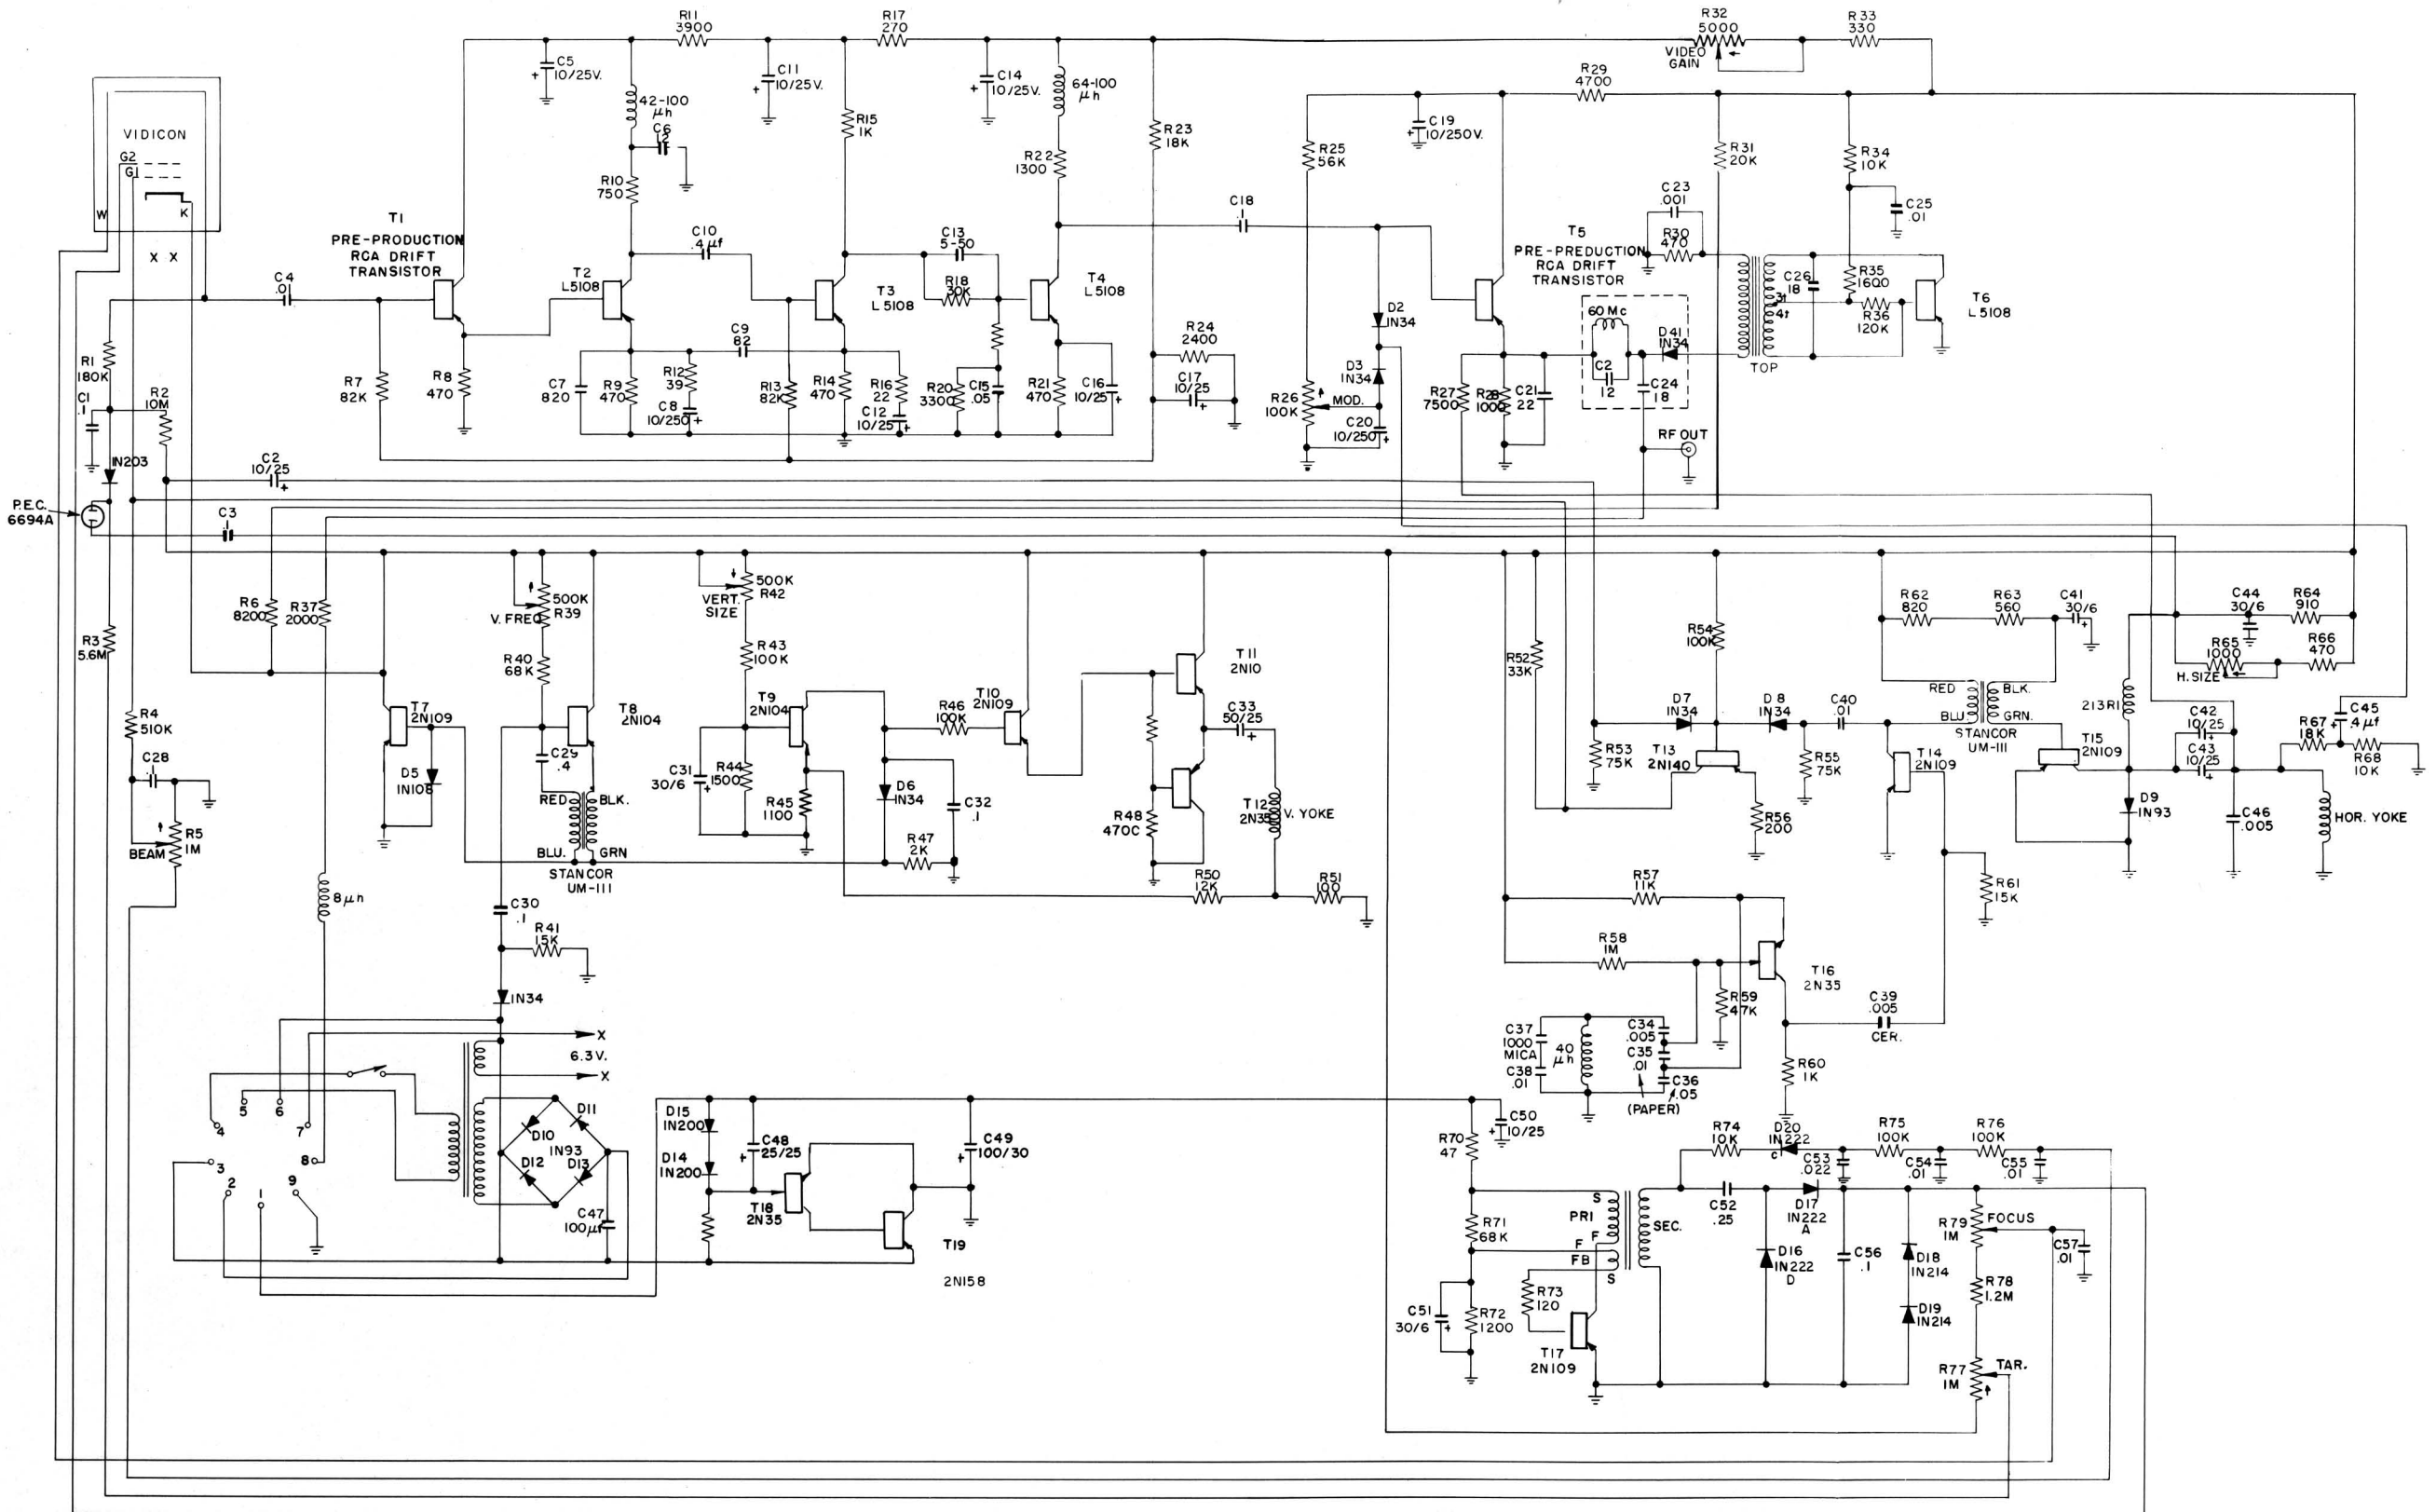 R11
3900
R17
270
R32
5000
VIDEO
GAIN
R33
330
C5
+ 10/25V.
42-100
μh
C6
12
C11
+ 10/25V.
R15
1K
C14
+ 10/25V.
64-100
μh
R29
4700
C19
+ 10/250V.
R23
18K
R25
56K
R31
20K
R34
10K
VIDICON
G2
G1
W
K
X X
R10
750
R22
1300
C23
.001
R30
470
C25
.01
T1
PRE-PRODUCTION
RCA DRIFT
TRANSISTOR
C10
.4 μf
C13
5-50
C18
.1
T5
PRE-PREDUCTION
RCA DRIFT
TRANSISTOR
C4
.01
T2
L5108
T3
L5108
R18
30K
T4
L5108
C26
18
3t
4t
R35
1600
R36
120K
T6
L5108
60 Mc
D41
IN34
C2
12
C24
18
TOP
D2
IN34
D3
IN34
R1
180K
R2
10M
C1
.1
R7
82K
R8
470
C7
820
R9
470
R12
39
C8
10/250 +
C9
82
R13
82K
R14
470
R16
22
C12
10/25 +
R20
3300
C15
.05
R21
470
C16
10/25 +
R24
2400
C17
10/25
+
R26
100K
MOD.
C20
10/250 +
R27
7500
R28
1000
C21
22
RF OUT
IN203
C2
10/25
+
P.E.C.
6694A
C3
.1
R6
8200
R37
2000
R3
5.6M
V. FREQ
500K
R39
R40
68K
VERT.
SIZE
500K
R42
R43
100K
T11
2N10
R52
33K
R54
100K
R62
820
R63
560
C41
30/6
+
C44
30/6
R64
910
R65
1000
H. SIZE
R66
470
R4
510K
C28
.1
R5
1M
BEAM
T7
2N109
D5
IN108
T8
2N104
C29
.4
RED
BLK.
BLU.
GRN
STANCOR
UM-111
T9
2N104
C31
30/6 +
R44
1500
R45
1100
D6
IN34
C32
.1
R46
100K
T10
2N109
R47
2K
C33
50/25
+
R48
470C
T12
2N35
V. YOKE
R50
12K
R51
100
D7
IN34
D8
IN34
C40
.01
R53
75K
T13
2N140
R55
75K
R56
200
T14
2N109
RED
BLK.
BLU.
GRN.
STANCOR
UM-111
T15
2N109
213R1
C42
10/25
+
C43
10/25
+
R67
18K
C45
+ .4 μf
R68
10K
D9
IN93
C46
.005
HOR. YOKE
R61
15K
8 μh
C30
.1
R41
15K
IN34
X
6.3V.
X
R57
11K
R58
1M
R59
47K
T16
2N35
C39
.005
CER.
R60
1K
C37
1000
MICA
C38
.01
40
μh
C34
.005
C35
.01
C36
.05
(PAPER)
5
6
4
7
3
8
2
1
9
D11
D10
IN93
D12
D13
C47
100μf
D15
IN200
D14
IN200
C48
+ 25/25
T18
2N35
C49
+ 100/30
T19
2N158
R70
47
C50
+ 10/25
R71
68K
C51
30/6 +
R72
1200
S
PRI
F
F
FB
S
SEC.
R73
120
T17
2N109
R74
10K
D20
IN222
C
C53
.022
R75
100K
C54
.01
R76
100K
C55
.01
C52
.25
D17
IN222
A
D16
IN222
D
C56
.1
D18
IN214
D19
IN214
R79
1M
FOCUS
C57
.01
R78
1.2M
R77
1M
TAR.